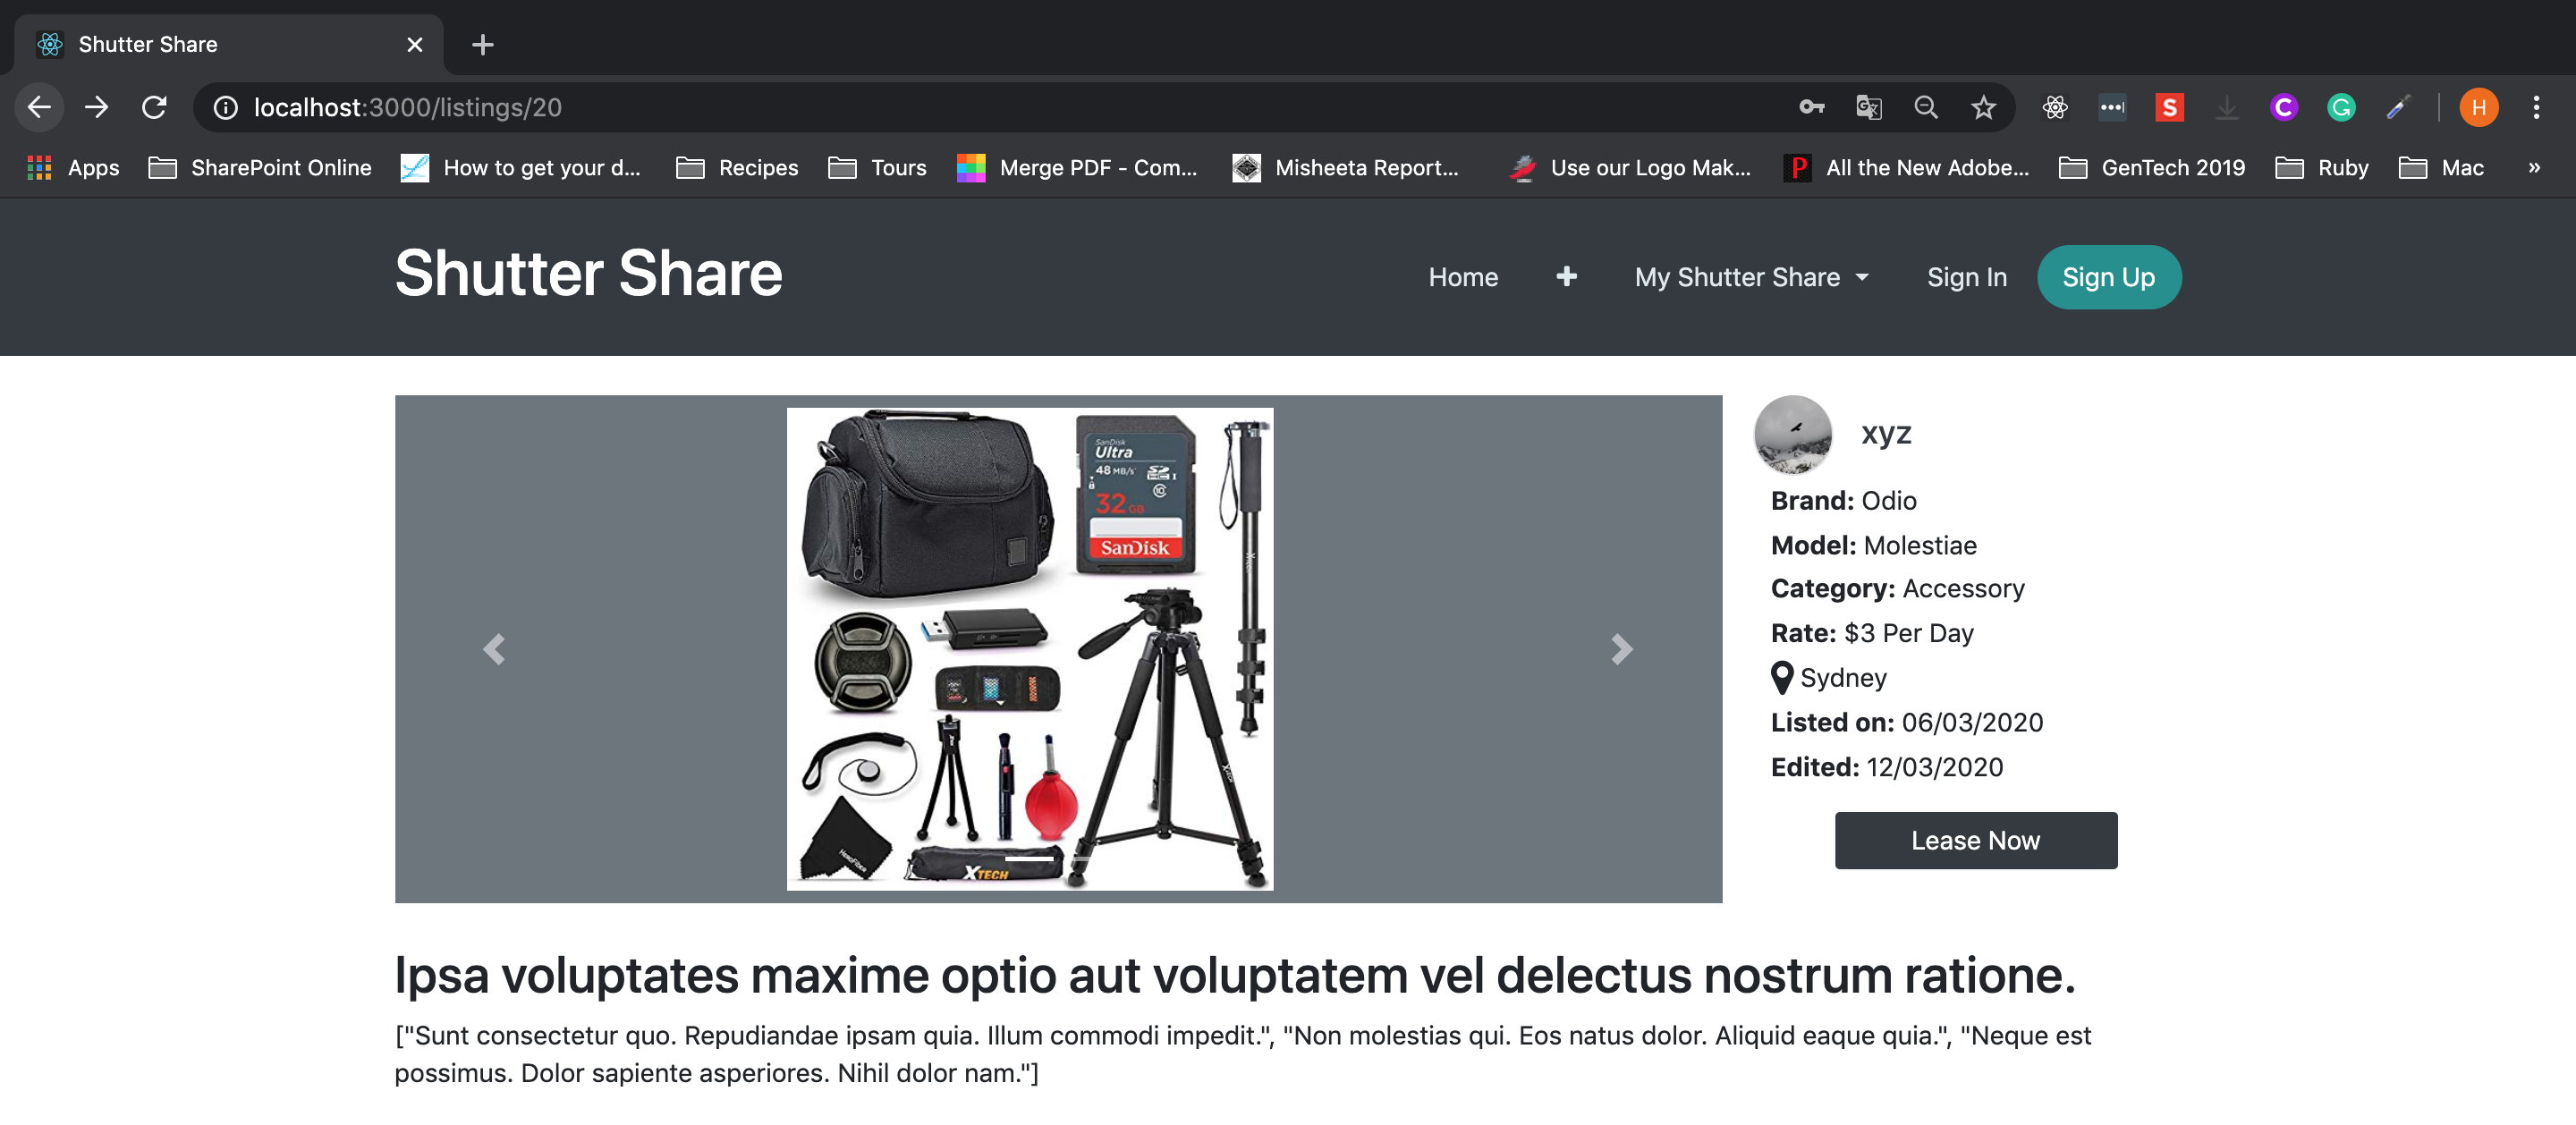 Shutter Share
localhost:3000/listings/20
H
Apps SharePoint Online How to get your d... Recipes Tours Merge PDF - Com... Misheeta Report... Use our Logo Mak... All the New Adobe... GenTech 2019 Ruby Mac »
Shutter Share
Home + My Shutter Share Sign In Sign Up
SanDisk
Ultra
48 MB/s
32 GB
SanDisk
XTECH
xyz
Brand: Odio
Model: Molestiae
Category: Accessory
Rate: $3 Per Day
Sydney
Listed on: 06/03/2020
Edited: 12/03/2020
Lease Now
Ipsa voluptates maxime optio aut voluptatem vel delectus nostrum ratione.
["Sunt consectetur quo. Repudiandae ipsam quia. Illum commodi impedit.", "Non molestias qui. Eos natus dolor. Aliquid eaque quia.", "Neque est
possimus. Dolor sapiente asperiores. Nihil dolor nam."]